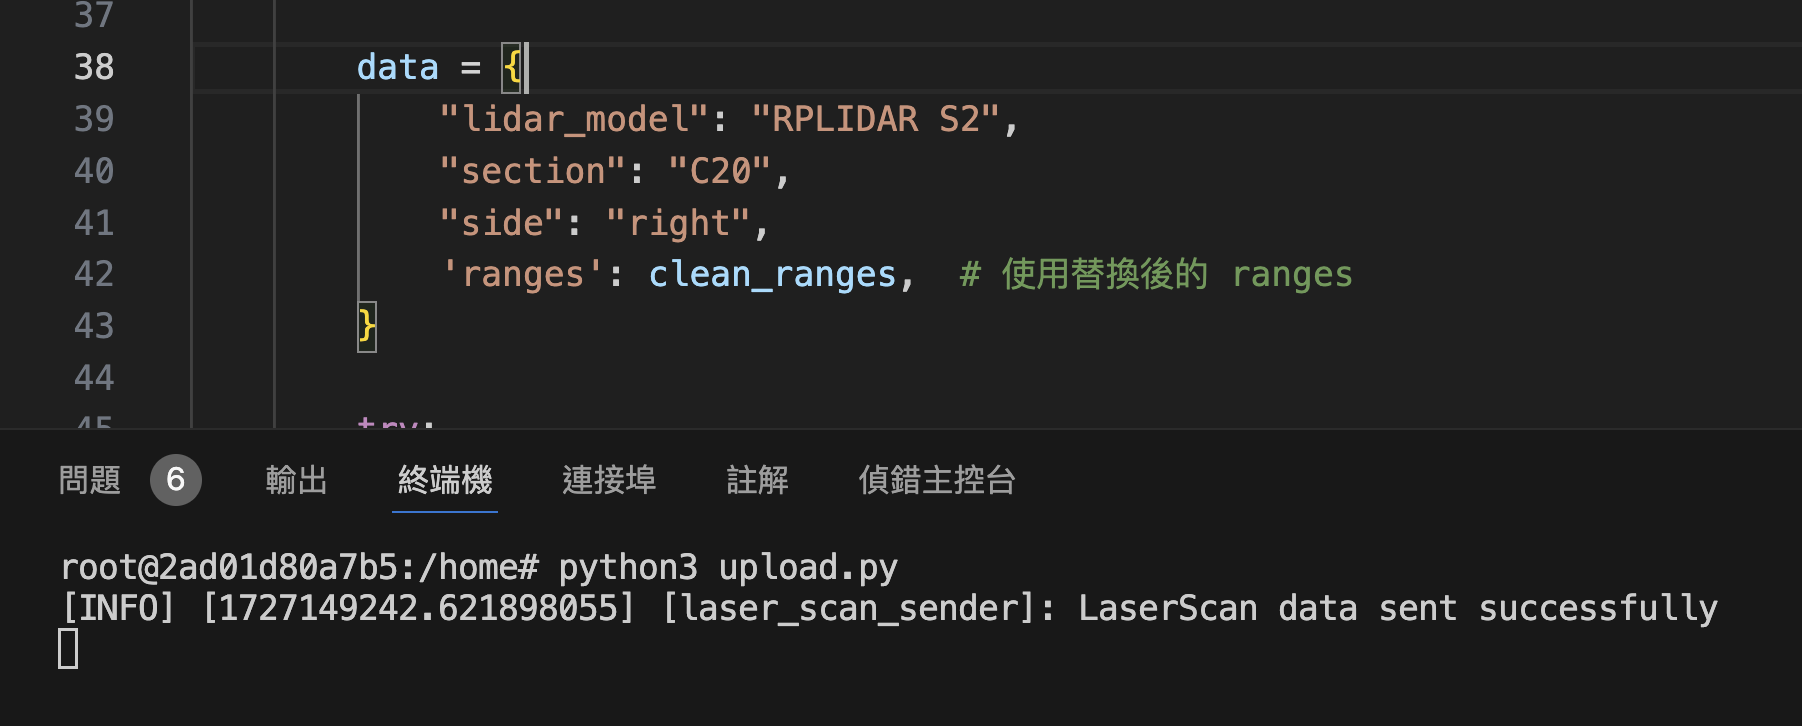 37
38 data = {
39 "lidar_model": "RPLIDAR S2",
40 "section": "C20",
41 "side": "right",
42 'ranges': clean_ranges,  # 使用替換後的 ranges
43 }
44
45 try:
問題 6 輸出 終端機 連接埠 註解 偵錯主控台
root@2ad01d80a7b5:/home# python3 upload.py
[INFO] [1727149242.621898055] [laser_scan_sender]: LaserScan data sent successfully